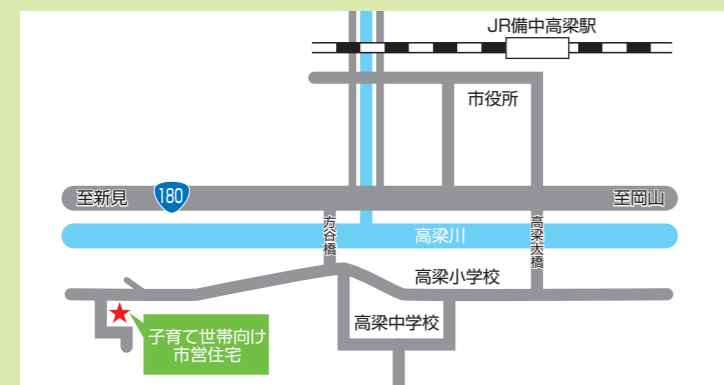 JR備中高梁駅
市役所
至新見
180
至岡山
方谷橋
高梁川
高梁大橋
高梁小学校
高梁中学校
子育て世帯向け
市営住宅